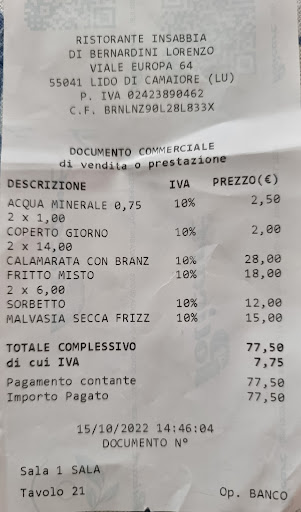 RISTORANTE INSABBIA
DI BERNARDINI LORENZO
VIALE EUROPA 64
55041 LIDO DI CAMAIORE (LU)
P. IVA 02423890462
C.F. BRNLNZ90L28L833X
DOCUMENTO COMMERCIALE
di vendita o prestazione
DESCRIZIONE IVA PREZZO(€)
ACQUA MINERALE 0,75 10% 2,50
2 x 1,00
COPERTO GIORNO 10% 2,00
2 x 14,00
CALAMARATA CON BRANZ 10% 28,00
FRITTO MISTO 10% 18,00
2 x 6,00
SORBETTO 10% 12,00
MALVASIA SECCA FRIZZ 10% 15,00
TOTALE COMPLESSIVO 77,50
di cui IVA 7,75
Pagamento contante 77,50
Importo Pagato 77,50
15/10/2022 14:46:04
DOCUMENTO N°
Sala 1 SALA
Tavolo 21 Op. BANCO